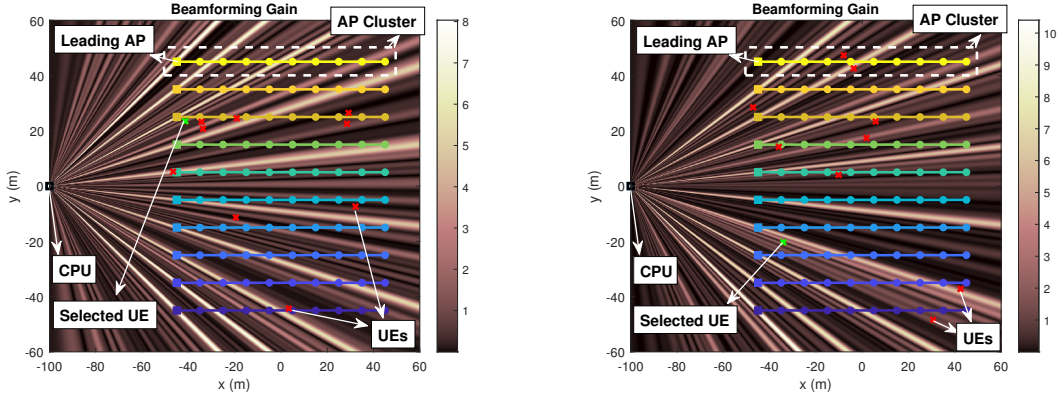 Beamforming Gain
AP Cluster
Leading AP
CPU
Selected UE
UEs
60
40
20
0
-20
-40
-60
y (m)
-100 -80 -60 -40 -20 0 20 40 60
x (m)
8
7
6
5
4
3
2
1
Beamforming Gain
AP Cluster
Leading AP
CPU
Selected UE
UEs
60
40
20
0
-20
-40
-60
y (m)
-100 -80 -60 -40 -20 0 20 40 60
x (m)
10
9
8
7
6
5
4
3
2
1